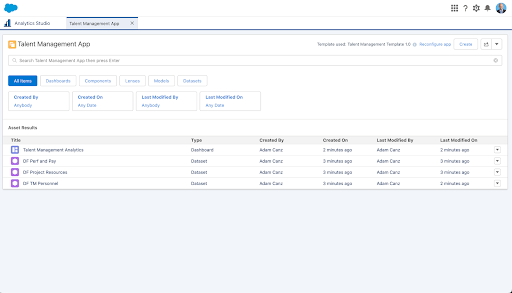 Analytics Studio
Talent Management App
Talent Management App
Template used: Talent Management Template 1.0
Reconfigure app
Create
Search Talent Management App then press Enter
All Items
Dashboards
Components
Lenses
Models
Datasets
Created By
Anybody
Created On
Any Date
Last Modified By
Anybody
Last Modified On
Any Date
Asset Results
Title Type Created By Created On Last Modified By Last Modified On
Talent Management Analytics Dashboard Adam Canz 2 minutes ago Adam Canz 2 minutes ago
DF Perf and Pay Dataset Adam Canz 3 minutes ago Adam Canz 3 minutes ago
DF Project Resources Dataset Adam Canz 3 minutes ago Adam Canz 3 minutes ago
DF TM Personnel Dataset Adam Canz 3 minutes ago Adam Canz 2 minutes ago